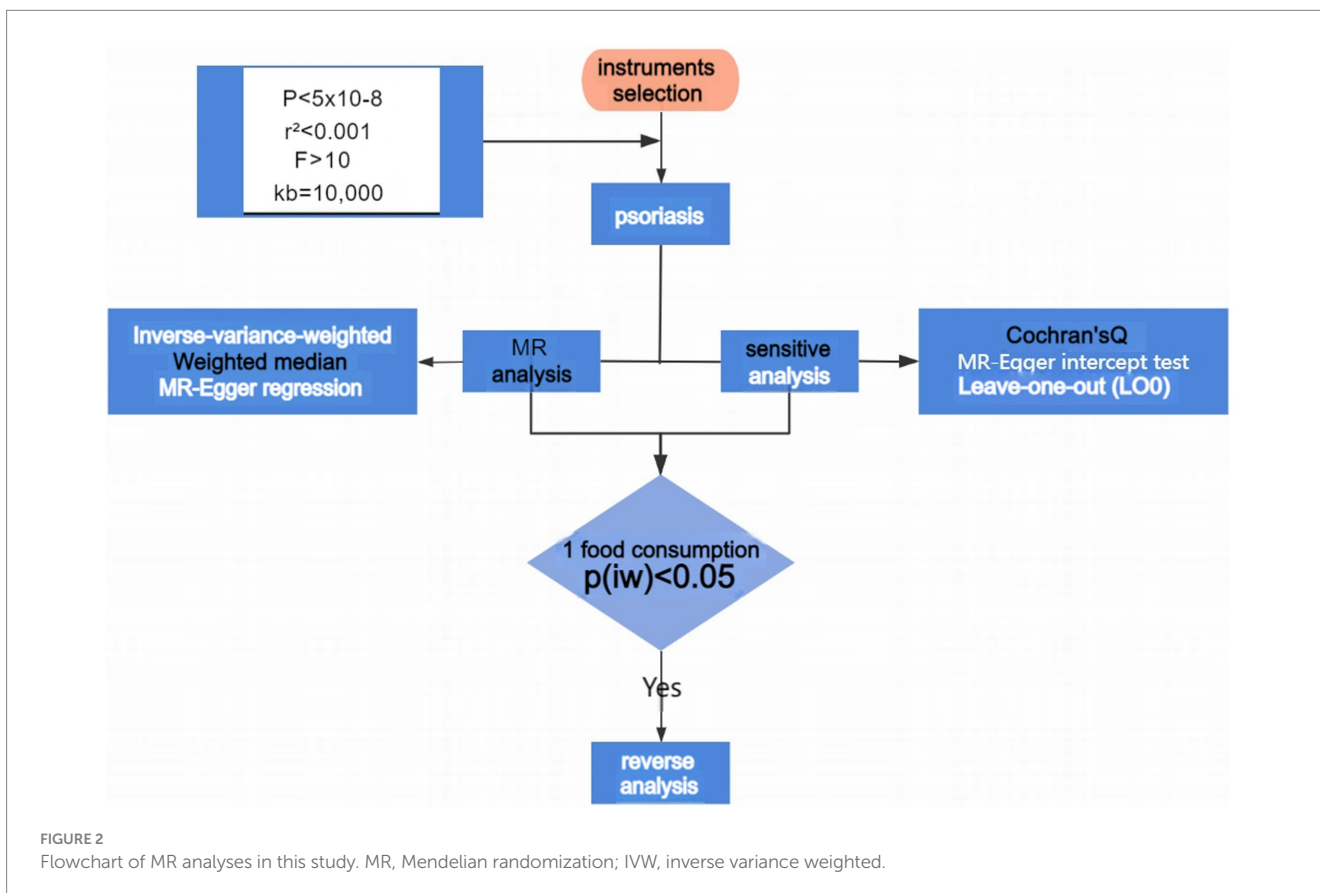 instruments
selection
P<5x10-8
r²<0.001
F>10
kb=10,000
psoriasis
Inverse-variance-weighted
Weighted median
MR-Egger regression
MR
analysis
sensitive
analysis
Cochran'sQ
MR-Eqger intercept test
Leave-one-out (LO0)
1 food consumption
p(iw)<0.05
Yes
reverse
analysis
FIGURE 2
Flowchart of MR analyses in this study. MR, Mendelian randomization; IVW, inverse variance weighted.